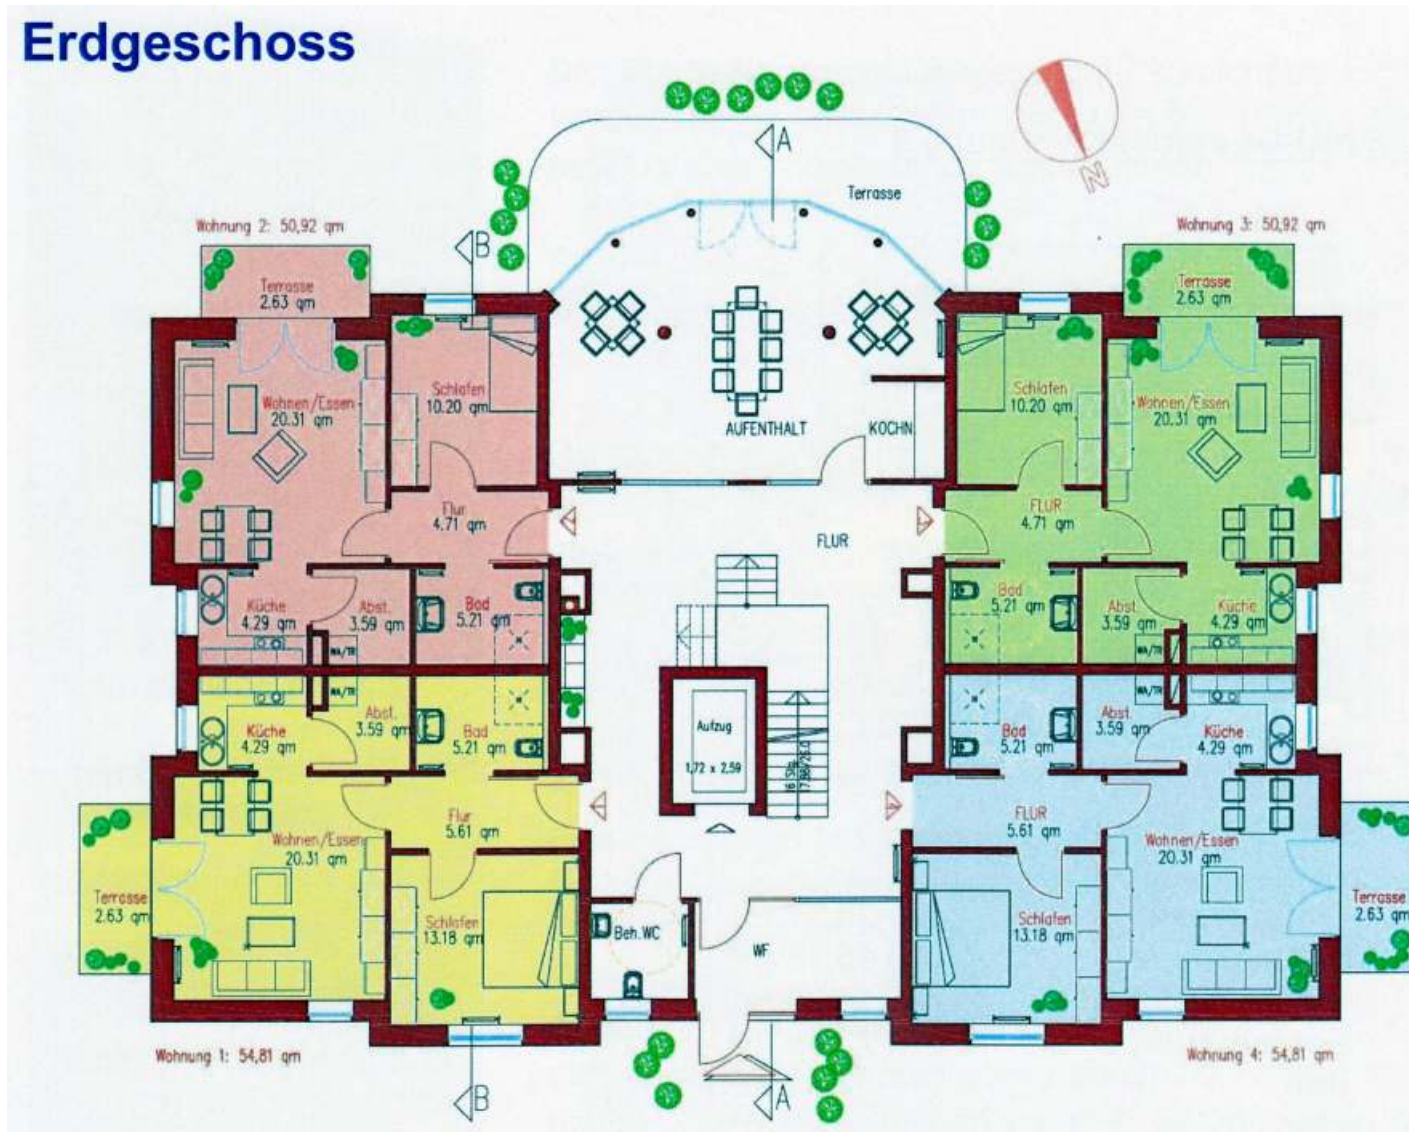 Erdgeschoss
N
A
Terrasse
Wohnung 2: 50,92 qm
Wohnung 3: 50,92 qm
B
Terrasse
2.63 qm
Terrasse
2.63 qm
Schlafen
10.20 qm
Wohnen/Essen
20.31 qm
AUFENTHALT
KOCHN.
Schlafen
10.20 qm
Wohnen/Essen
20.31 qm
Flur
4.71 qm
FLUR
FLUR
4.71 qm
Küche
4.29 qm
Abst.
3.59 qm
Bad
5.21 qm
Bad
5.21 qm
Abst.
3.59 qm
Küche
4.29 qm
WA/TR
WA/TR
WA/TR
WA/TR
Küche
4.29 qm
Abst.
3.59 qm
Bad
5.21 qm
Aufzug
1,72 x 2,59
Bad
5.21 qm
Abst.
3.59 qm
Küche
4.29 qm
Flur
5.61 qm
FLUR
5.61 qm
Wohnen/Essen
20.31 qm
Wohnen/Essen
20.31 qm
Terrasse
2.63 qm
Terrasse
2.63 qm
Schlafen
13.18 qm
Beh.WC
WF
Schlafen
13.18 qm
Wohnung 1: 54,81 qm
Wohnung 4: 54,81 qm
B
A